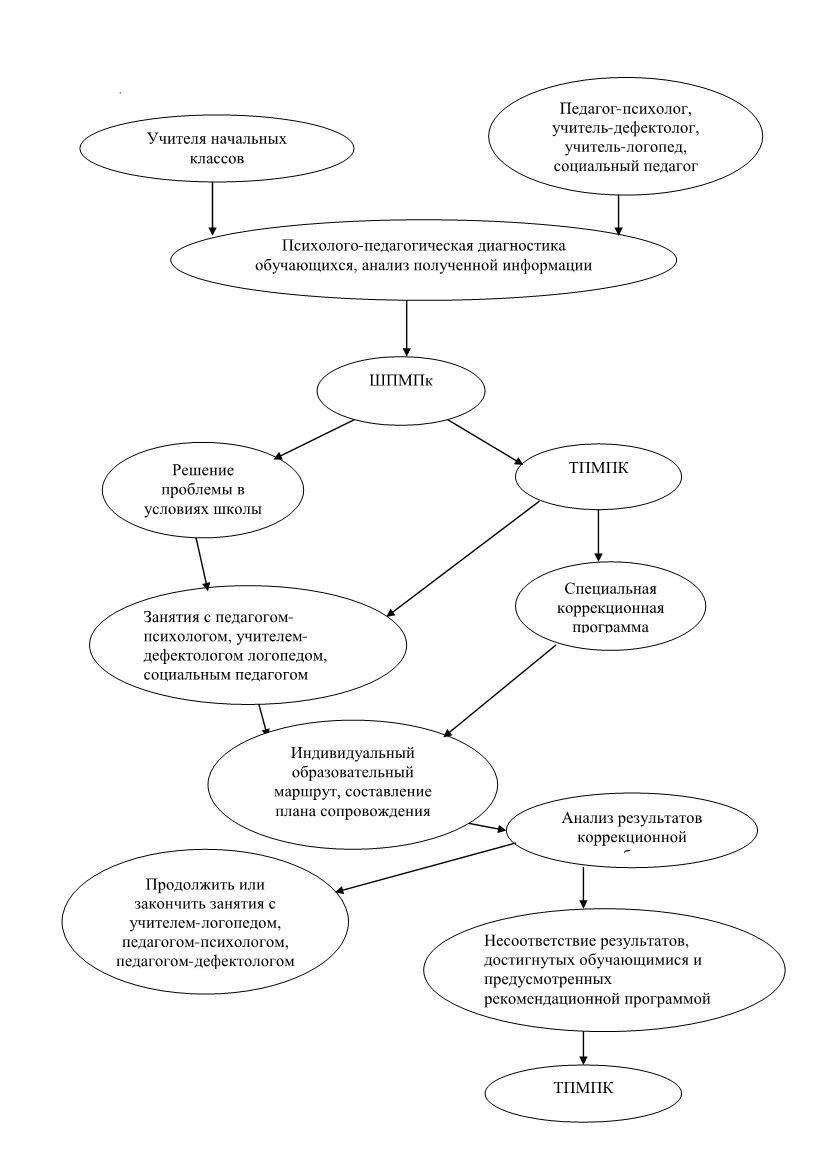 Учителя начальных
классов
Педагог-психолог,
учитель-дефектолог,
учитель-логопед,
социальный педагог
Психолого-педагогическая диагностика
обучающихся, анализ полученной информации
ШПМПк
Решение
проблемы в
условиях школы
ТПМПК
Занятия с педагогом-
психологом, учителем-
дефектологом логопедом,
социальным педагогом
Специальная
коррекционная
программа
Индивидуальный
образовательный
маршрут, составление
плана сопровождения
Анализ результатов
коррекционной
Продолжить или
закончить занятия с
учителем-логопедом,
педагогом-психологом,
педагогом-дефектологом
Несоответствие результатов,
достигнутых обучающимися и
предусмотренных
рекомендационной программой
ТПМПК